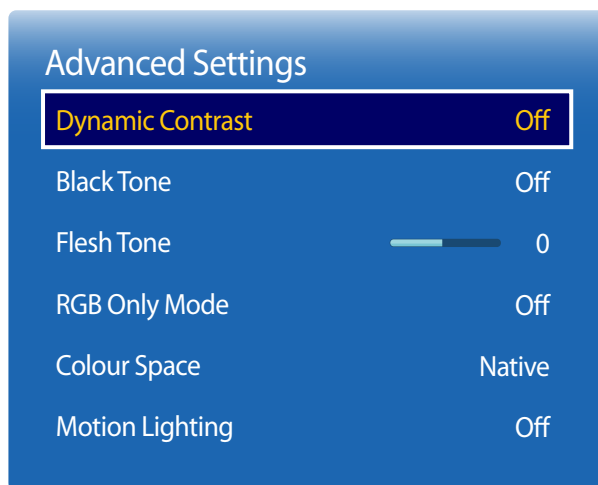 Advanced Settings
Dynamic Contrast Off
Black Tone Off
Flesh Tone 0
RGB Only Mode Off
Colour Space Native
Motion Lighting Off